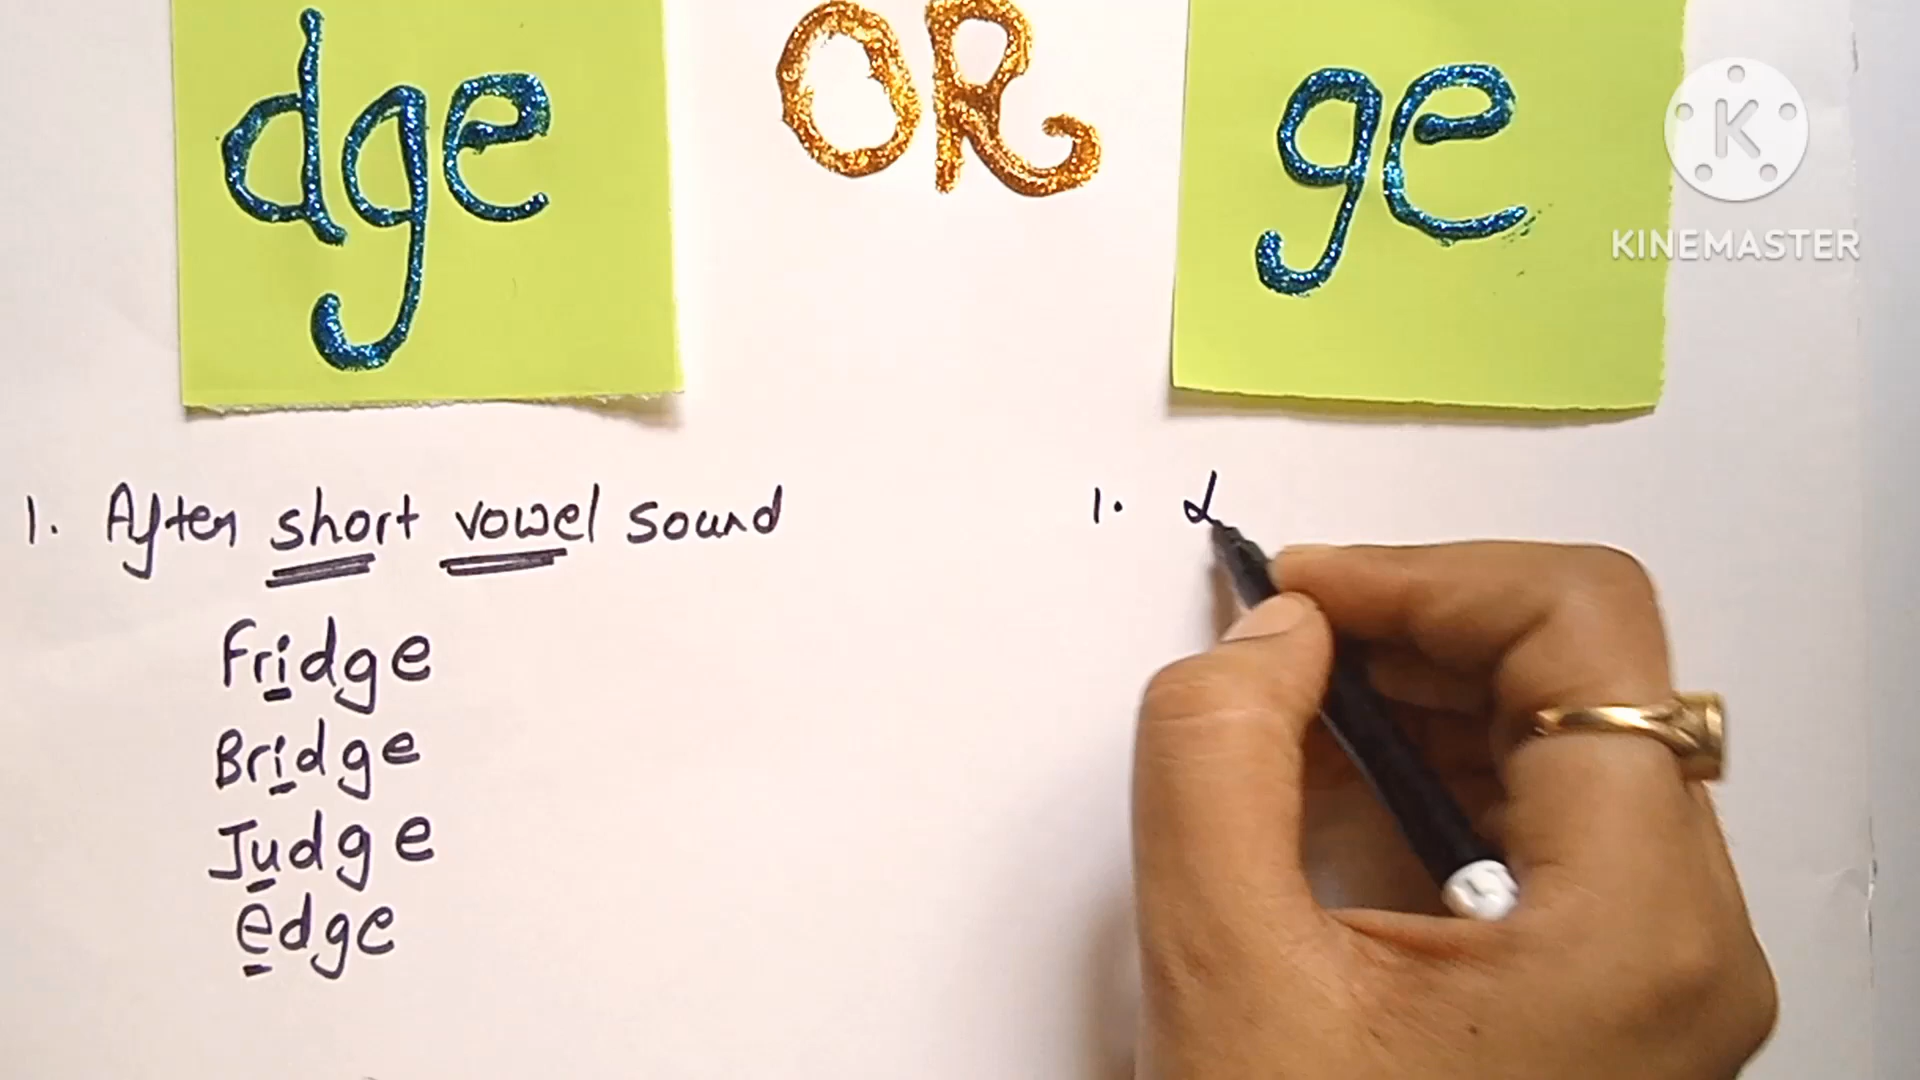 dge OR ge
K
KINEMASTER
1. After short vowel sound
1.
Fridge
Bridge
Judge
edge